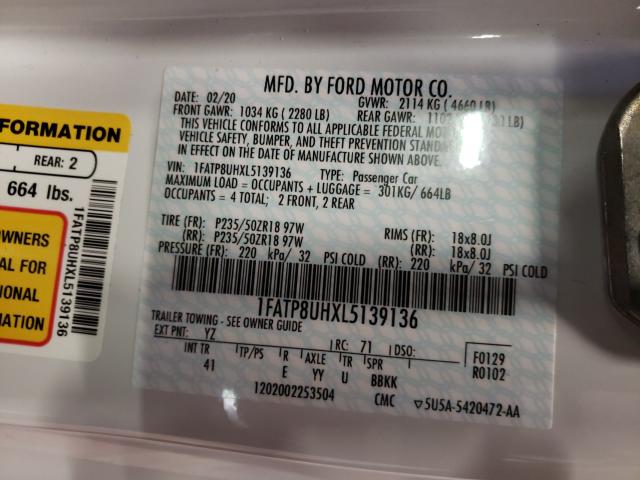 FORMATION
REAR: 2
664 lbs.
OWNERS
AL FOR
ONAL
MATION
1FATP8UHXL5139136
MFD. BY FORD MOTOR CO.
DATE: 02/20 GVWR: 2114 KG ( 4660 LB)
FRONT GAWR: 1034 KG ( 2280 LB) REAR GAWR: LB)
THIS VEHICLE CONFORMS TO ALL APPLICABLE FEDERAL
VEHICLE SAFETY, BUMPER, AND THEFT PREVENTION STANDARDS
IN EFFECT ON THE DATE OF MANUFACTURE SHOWN ABOVE.
VIN: 1FATP8UHXL5139136 TYPE: Passenger Car
MAXIMUM LOAD = OCCUPANTS + LUGGAGE = 301KG/ 664LB
OCCUPANTS = 4 TOTAL; 2 FRONT, 2 REAR
TIRE (FR): P235/50ZR18 97W RIMS (FR): 18x8.0J
(RR): P235/50ZR18 97W (RR): 18x8.0J
PRESSURE (FR): 220 kPa/ 32 PSI COLD (RR): 220 kPa/ 32 PSI COLD
1FATP8UHXL5139136
TRAILER TOWING - SEE OWNER GUIDE
EXT PNT: YZ RC: 71 DSO: F0129
INT TR TP/PS R AXLE TR SPR R0102
41 E YY U BBKK
1202002253504 CMC ▽5U5A-5420472-AA